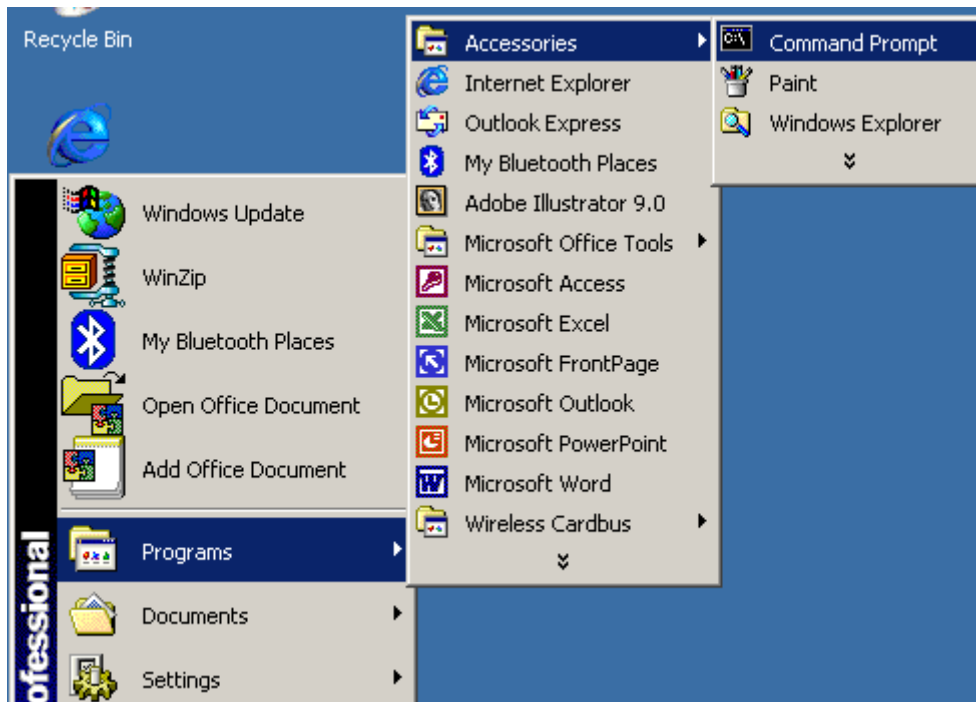 Recycle Bin
Windows Update
WinZip
My Bluetooth Places
Open Office Document
Add Office Document
Programs
Documents
Settings
ofessional
Accessories
Internet Explorer
Outlook Express
My Bluetooth Places
Adobe Illustrator 9.0
Microsoft Office Tools
Microsoft Access
Microsoft Excel
Microsoft FrontPage
Microsoft Outlook
Microsoft PowerPoint
Microsoft Word
Wireless Cardbus
Command Prompt
Paint
Windows Explorer